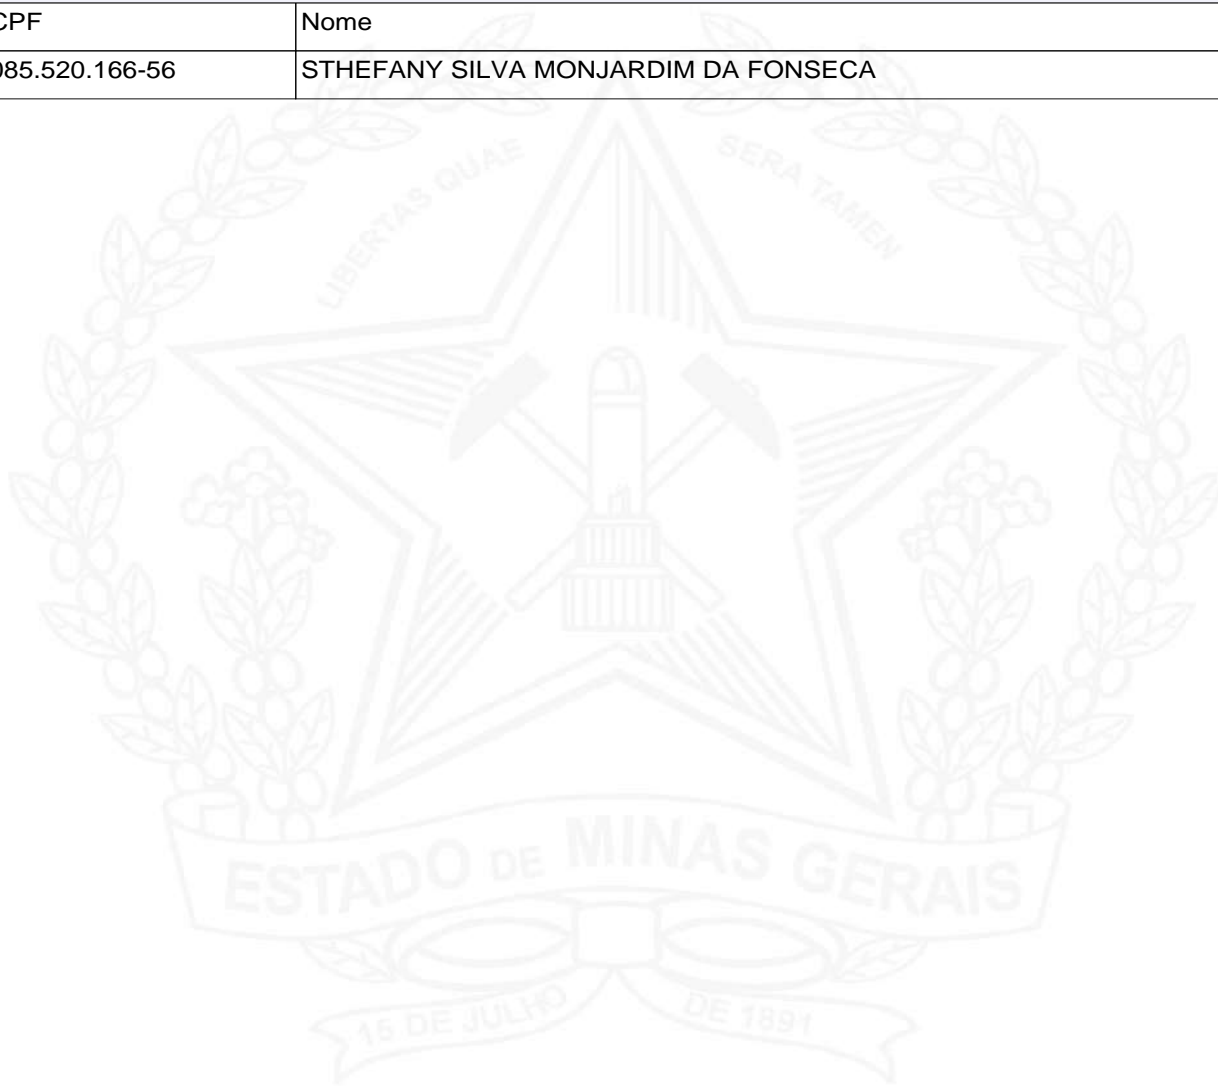 CPF Nome
085.520.166-56 STHEFANY SILVA MONJARDIM DA FONSECA
LIBERTAS QUAE SERA TAMEN
ESTADO DE MINAS GERAIS
15 DE JULHO DE 1891